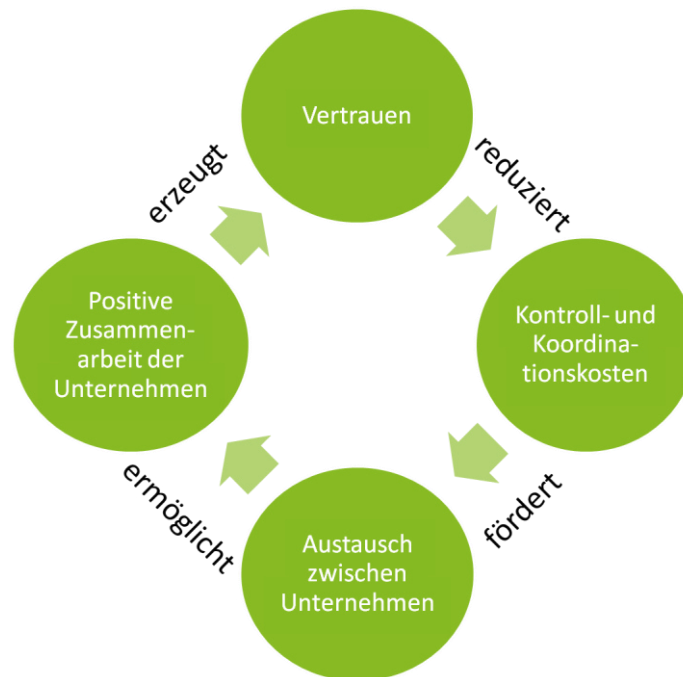 Vertrauen
reduziert
Kontroll- und
Koordina-
tionskosten
fördert
Austausch
zwischen
Unternehmen
ermöglicht
Positive
Zusammen-
arbeit der
Unternehmen
erzeugt